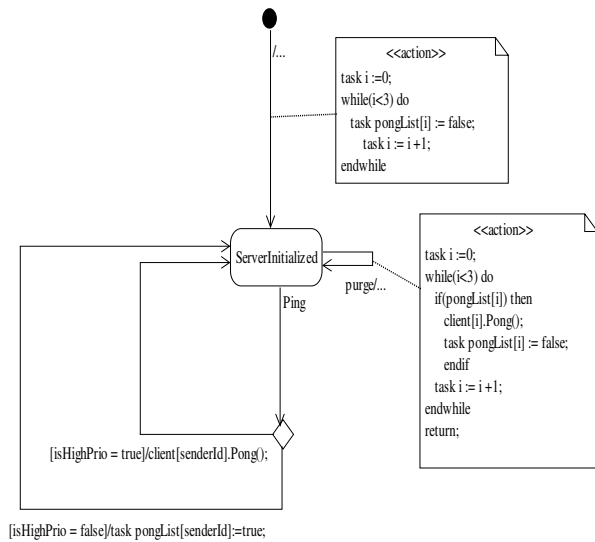 /...
<<action>>
task i :=0;
while(i<3) do
task pongList[i] := false;
task i := i +1;
endwhile
ServerInitialized
purge/...
<<action>>
task i :=0;
while(i<3) do
if(pongList[i]) then
client[i].Pong();
task pongList[i] := false;
endif
task i := i +1;
endwhile
return;
Ping
[isHighPrio = true]/client[senderId].Pong();
[isHighPrio = false]/task pongList[senderId]:=true;